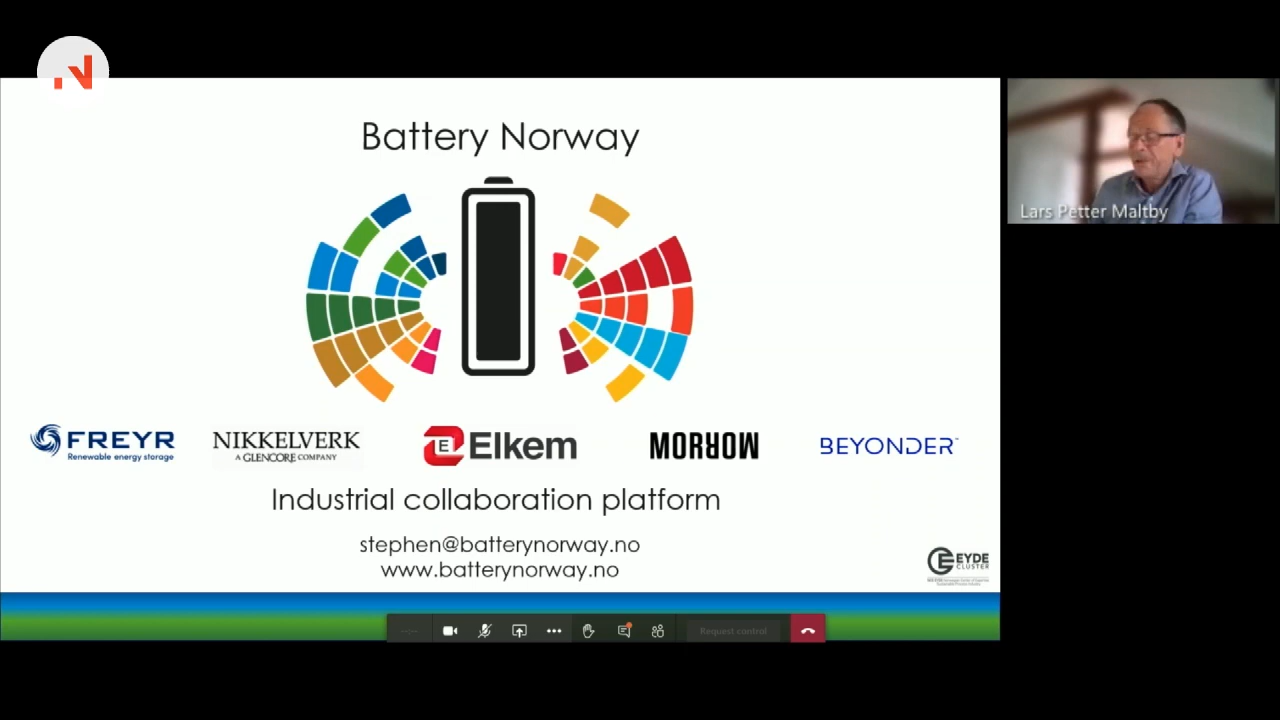 Battery Norway
Lars Petter Maltby
E
FREYR
Renewable energy storage
NIKKELVERK
A GLENCORE COMPANY
Elkem
MORROW
BEYONDER
Industrial collaboration platform
stephen@batterynorway.no
www.batterynorway.no
EYDE
CLUSTER
Request control